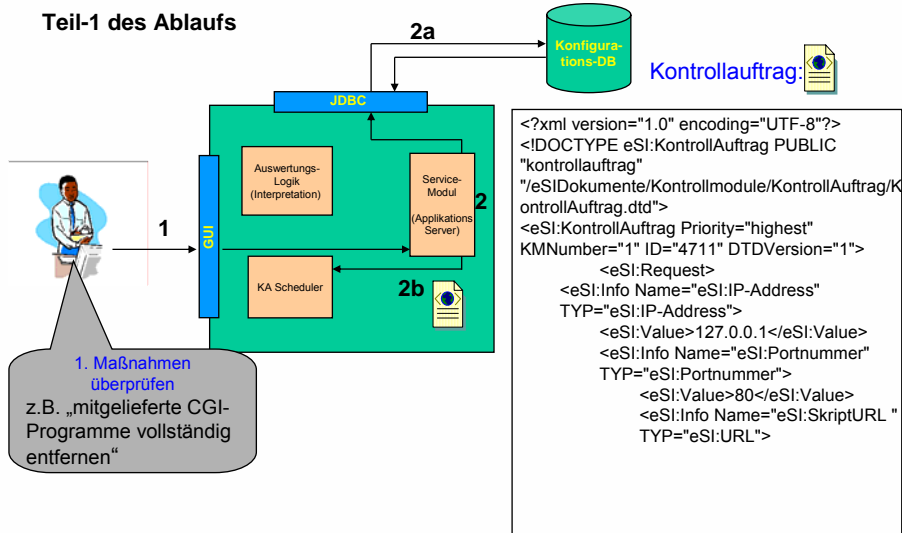 Teil-1 des Ablaufs
2a
Konfigura-
tions-DB
Kontrollauftrag:
JDBC
Auswertungs-
Logik
(Interpretation)
Service-
Modul
(Applikations
Server)
2
1
GUI
KA Scheduler
2b
1. Maßnahmen
überprüfen
z.B. „mitgelieferte CGI-
Programme vollständig
entfernen“
<?xml version="1.0" encoding="UTF-8"?>
<!DOCTYPE eSI:KontrollAuftrag PUBLIC
"kontrollauftrag"
"/eSIDokumente/Kontrollmodule/KontrollAuftrag/K
ontrollAuftrag.dtd">
<eSI:KontrollAuftrag Priority="highest"
KMNumber="1" ID="4711" DTDVersion="1">
<eSI:Request>
<eSI:Info Name="eSI:IP-Address"
TYP="eSI:IP-Address">
<eSI:Value>127.0.0.1</eSI:Value>
<eSI:Info Name="eSI:Portnummer"
TYP="eSI:Portnummer">
<eSI:Value>80</eSI:Value>
<eSI:Info Name="eSI:SkriptURL "
TYP="eSI:URL">